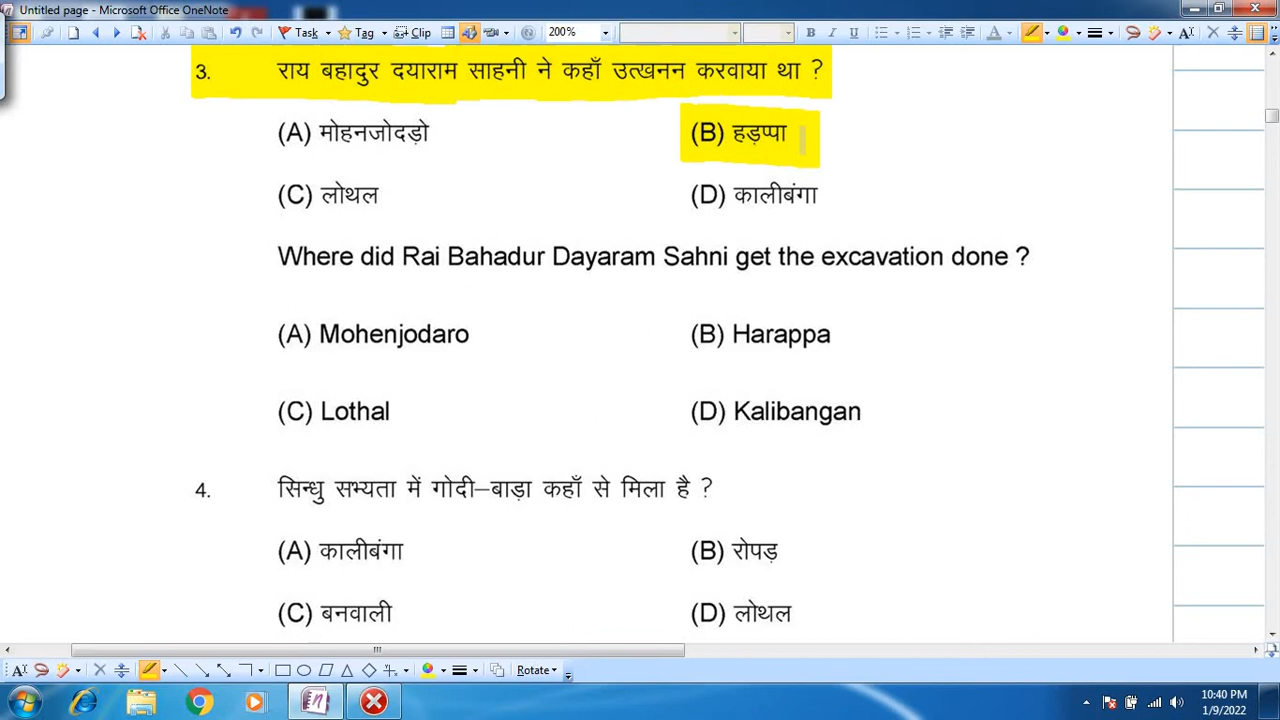 Untitled page - Microsoft Office OneNote
Task Tag Clip 200% B I U
3. राय बहादुर दयाराम साहनी ने कहाँ उत्खनन करवाया था ?
(A) मोहनजोदड़ो (B) हड़प्पा
(C) लोथल (D) कालीबंगा
Where did Rai Bahadur Dayaram Sahni get the excavation done ?
(A) Mohenjodaro (B) Harappa
(C) Lothal (D) Kalibangan
4. सिन्धु सभ्यता में गोदी–बाड़ा कहाँ से मिला है ?
(A) कालीबंगा (B) रोपड़
(C) बनवाली (D) लोथल
Rotate
10:40 PM
1/9/2022